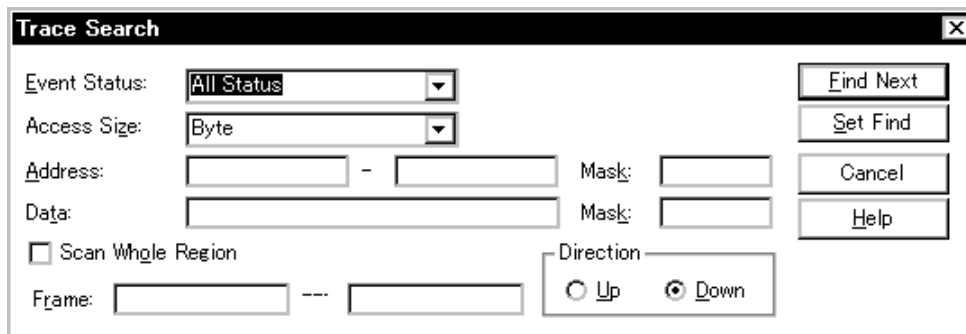 Trace Search
Event Status: All Status Find Next
Access Size: Byte Set Find
Address: - Mask: Cancel
Data: Mask: Help
Scan Whole Region Direction
Frame: ---- Up Down